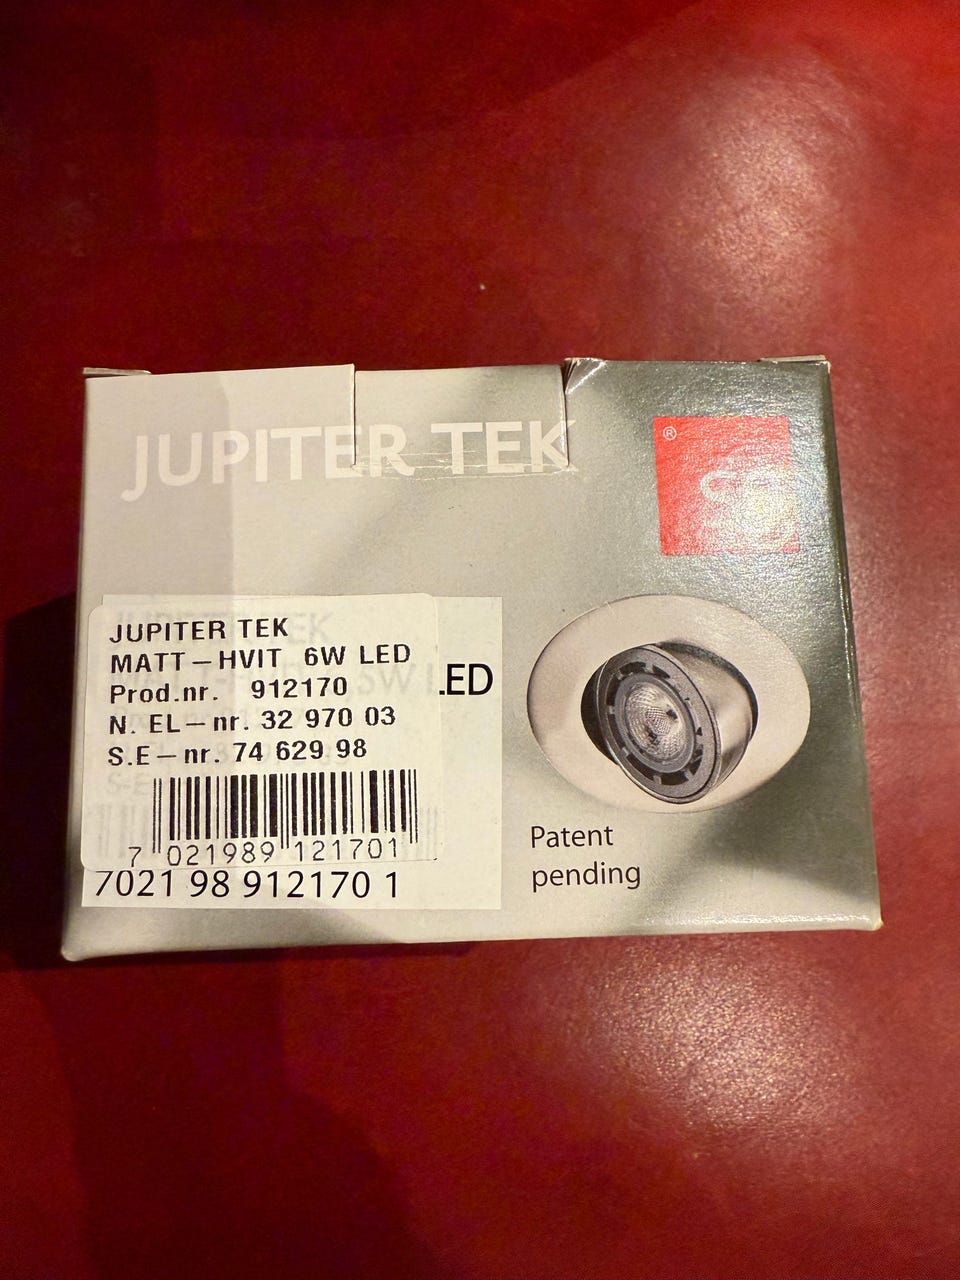 JUPITER TEK
®
SG
JUPITER TEK
MATT-HVIT 6W LED
Prod.nr. 912170
N. EL-nr. 32 970 03
S.E-nr. 74 629 98
7 021989 121701
LED
7021 98 912170 1
Patent
pending